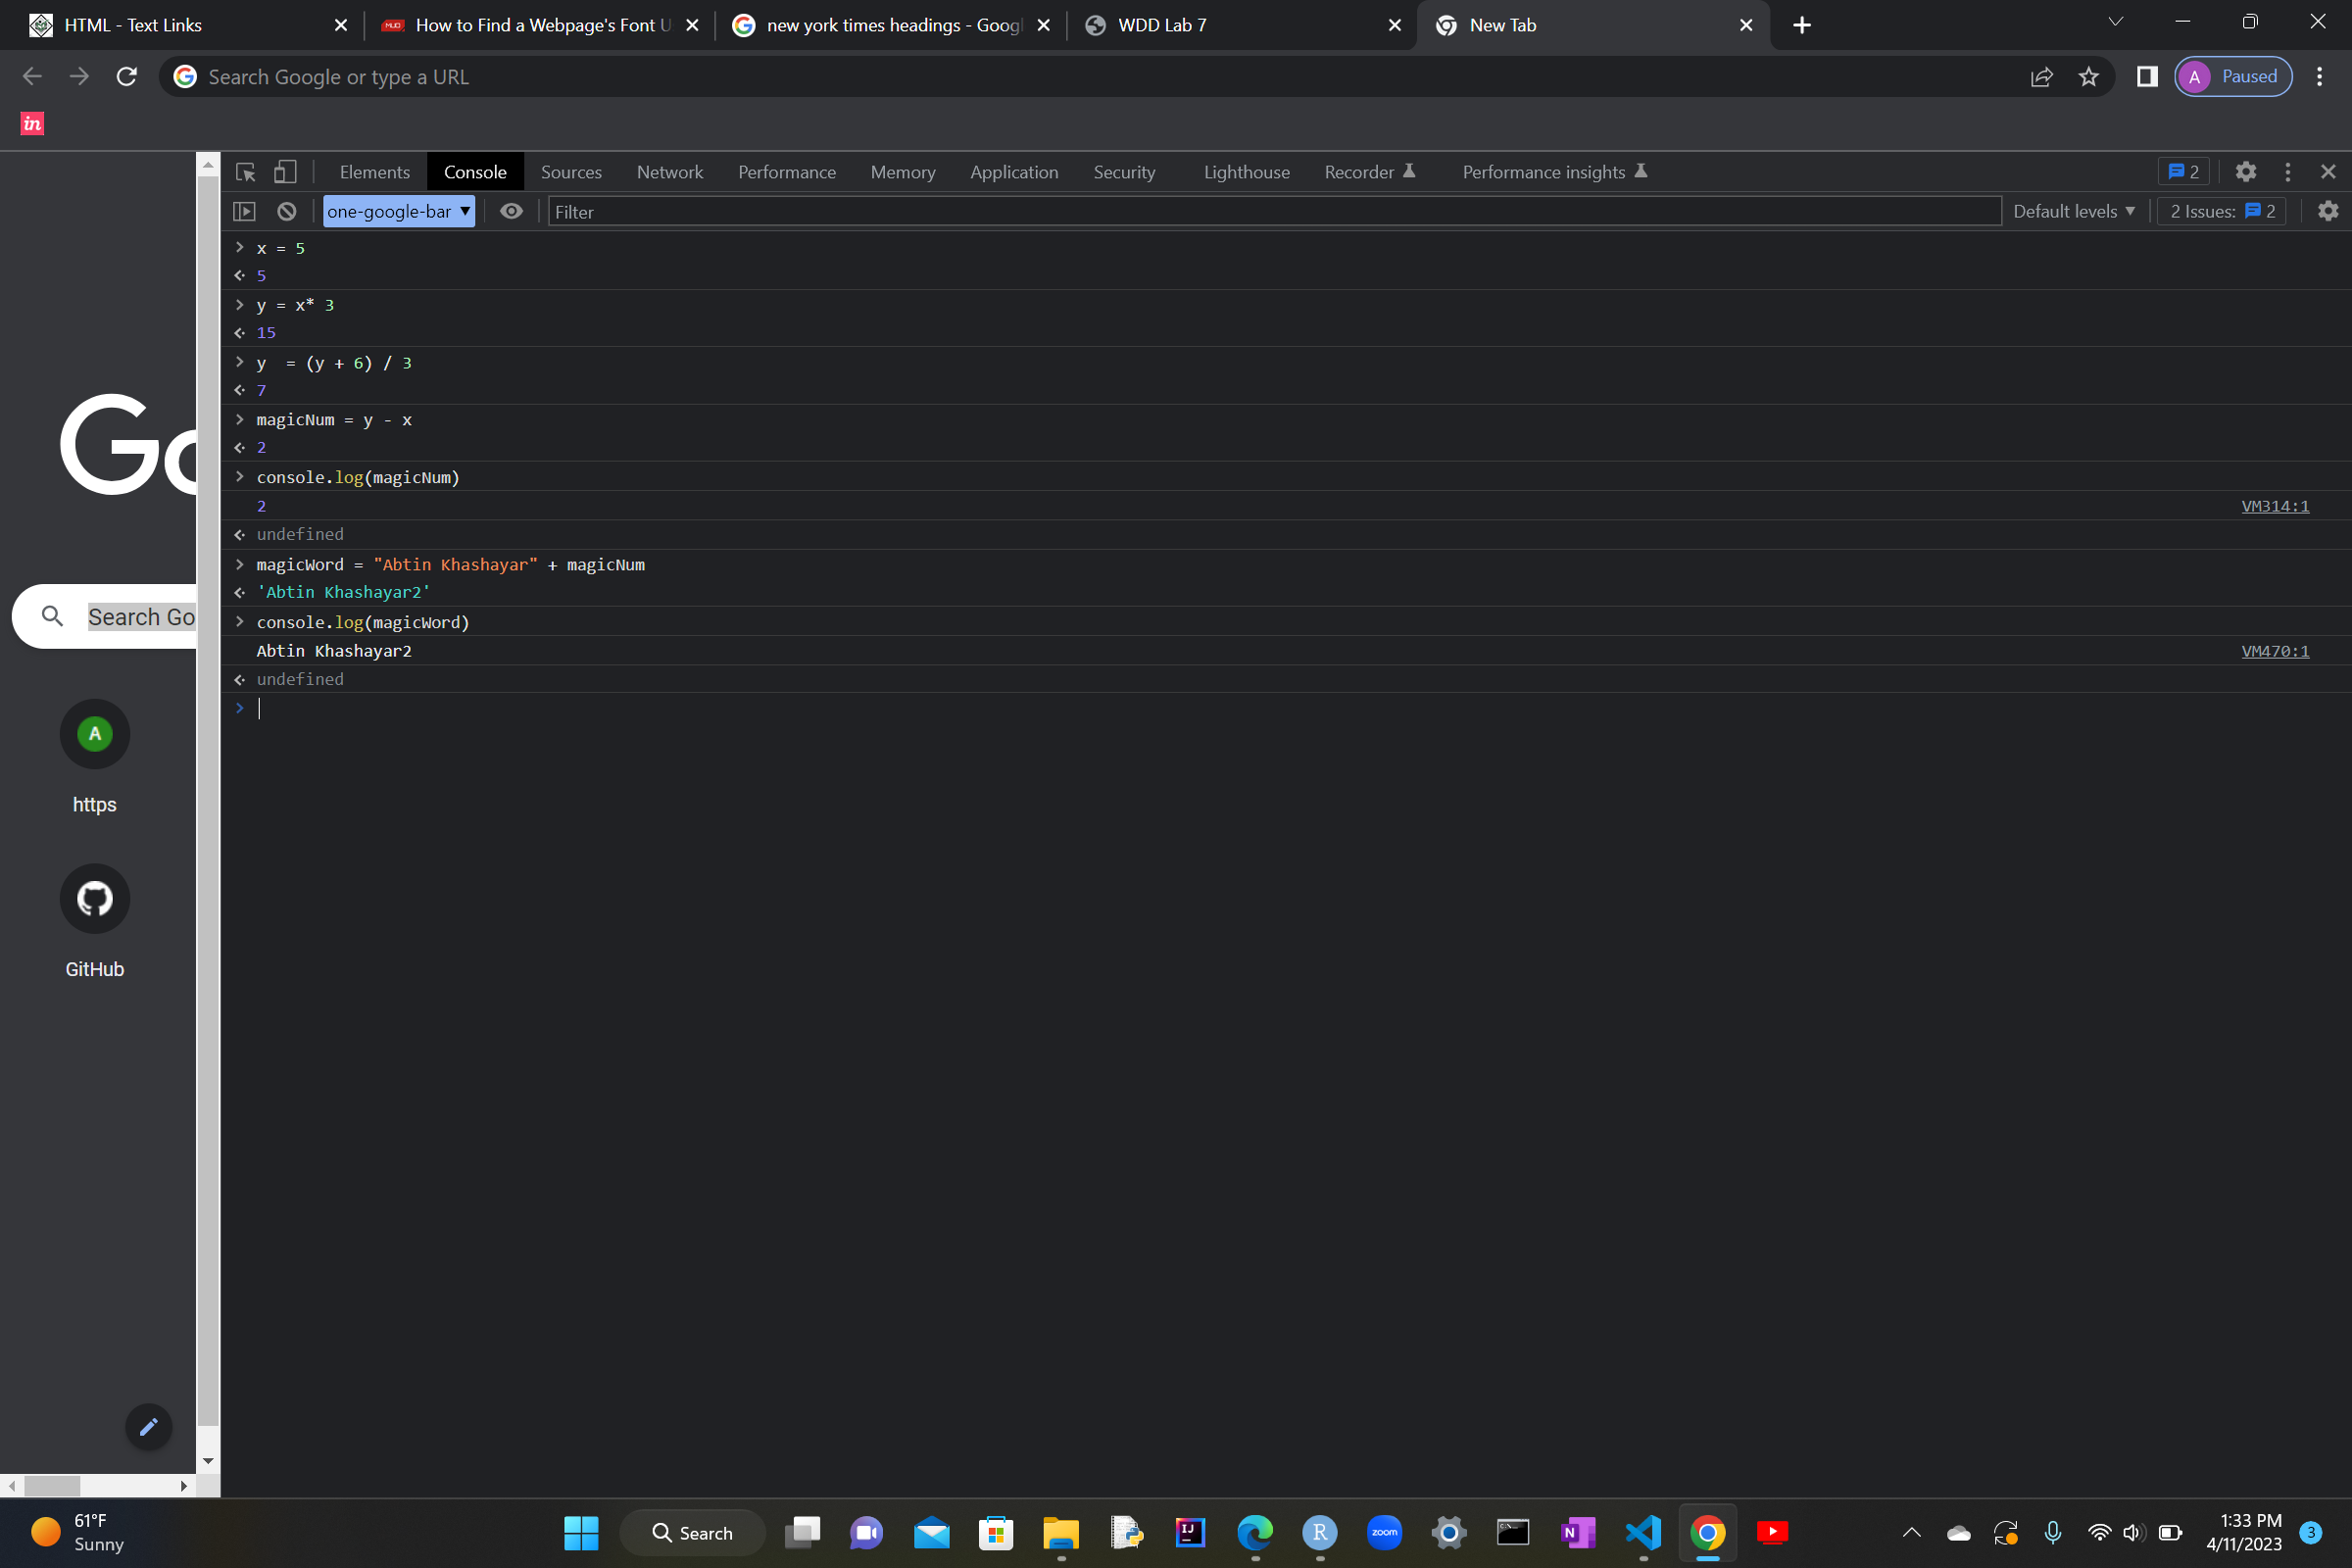 HTML - Text Links
How to Find a Webpage's Font U
new york times headings - Goog
WDD Lab 7
New Tab
Search Google or type a URL
A Paused
in
Elements Console Sources Network Performance Memory Application Security Lighthouse Recorder Performance insights 2
one-google-bar ▼ Filter Default levels ▼ 2 Issues: 2
> x = 5
5
> y = x* 3
15
> y  = (y + 6) / 3
7
> magicNum = y - x
2
> console.log(magicNum)
2 VM314:1
undefined
> magicWord = "Abtin Khashayar" + magicNum
'Abtin Khashayar2'
> console.log(magicWord)
Abtin Khashayar2 VM470:1
undefined
>
Go
Search Go
A
https
GitHub
61°F
Sunny
Search
IJ
R
zoom
C:\
N
1:33 PM
4/11/2023
3